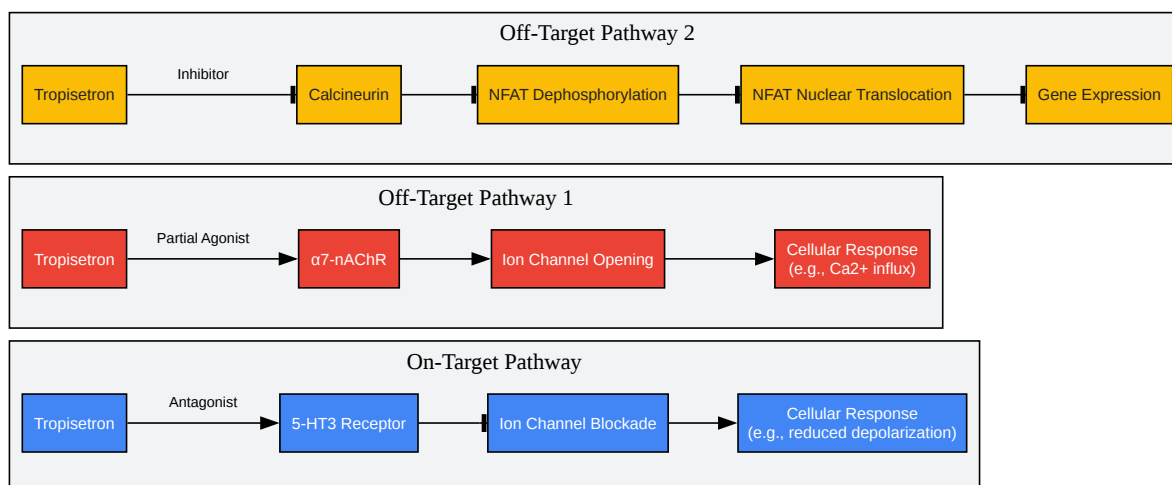 Off-Target Pathway 2
Inhibitor
Tropisetron
Calcineurin
NFAT Dephosphorylation
NFAT Nuclear Translocation
Gene Expression
Off-Target Pathway 1
Partial Agonist
Tropisetron
α7-nAChR
Ion Channel Opening
Cellular Response
(e.g., Ca2+ influx)
On-Target Pathway
Antagonist
Tropisetron
5-HT3 Receptor
Ion Channel Blockade
Cellular Response
(e.g., reduced depolarization)